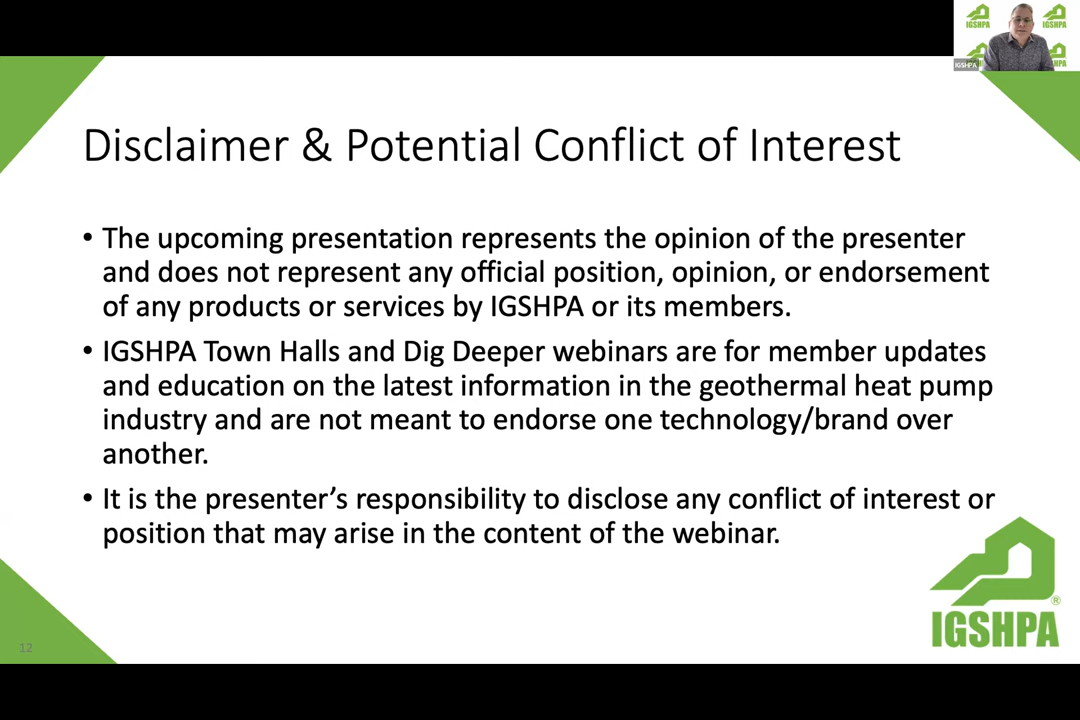 IGSHPA
IGSHPA
IGSHPA
Disclaimer & Potential Conflict of Interest
• The upcoming presentation represents the opinion of the presenter
and does not represent any official position, opinion, or endorsement
of any products or services by IGSHPA or its members.
• IGSHPA Town Halls and Dig Deeper webinars are for member updates
and education on the latest information in the geothermal heat pump
industry and are not meant to endorse one technology/brand over
another.
• It is the presenter’s responsibility to disclose any conflict of interest or
position that may arise in the content of the webinar.
®
IGSHPA
12